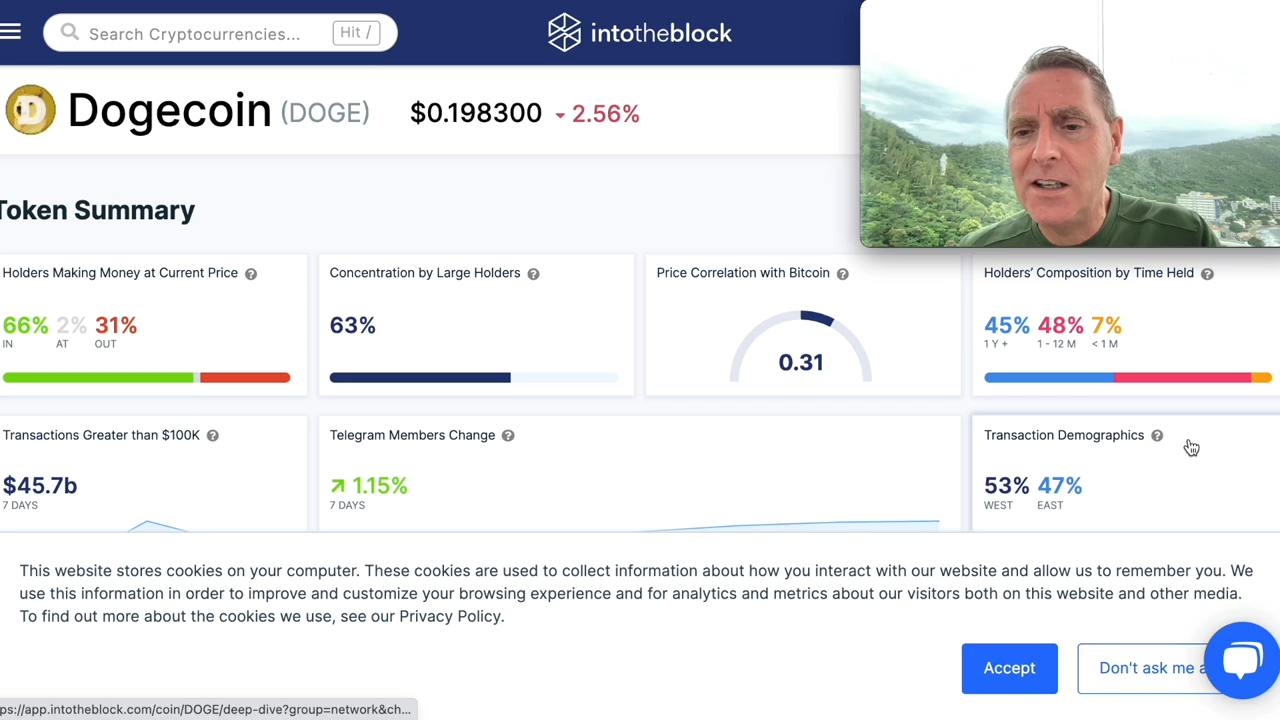 Search Cryptocurrencies...
Hit /
intotheblock
Dogecoin (DOGE) $0.198300 2.56%
Token Summary
Holders Making Money at Current Price ?
66% 2% 31%
IN AT OUT
Concentration by Large Holders ?
63%
Price Correlation with Bitcoin ?
0.31
Holders' Composition by Time Held ?
45% 48% 7%
1 Y + 1 - 12 M < 1 M
Transactions Greater than $100K ?
$45.7b
7 DAYS
Telegram Members Change ?
1.15%
7 DAYS
Transaction Demographics ?
53% 47%
WEST EAST
This website stores cookies on your computer. These cookies are used to collect information about how you interact with our website and allow us to remember you. We
use this information in order to improve and customize your browsing experience and for analytics and metrics about our visitors both on this website and other media.
To find out more about the cookies we use, see our Privacy Policy.
Accept
Don't ask me a
ps://app.intotheblock.com/coin/DOGE/deep-dive?group=network&ch...